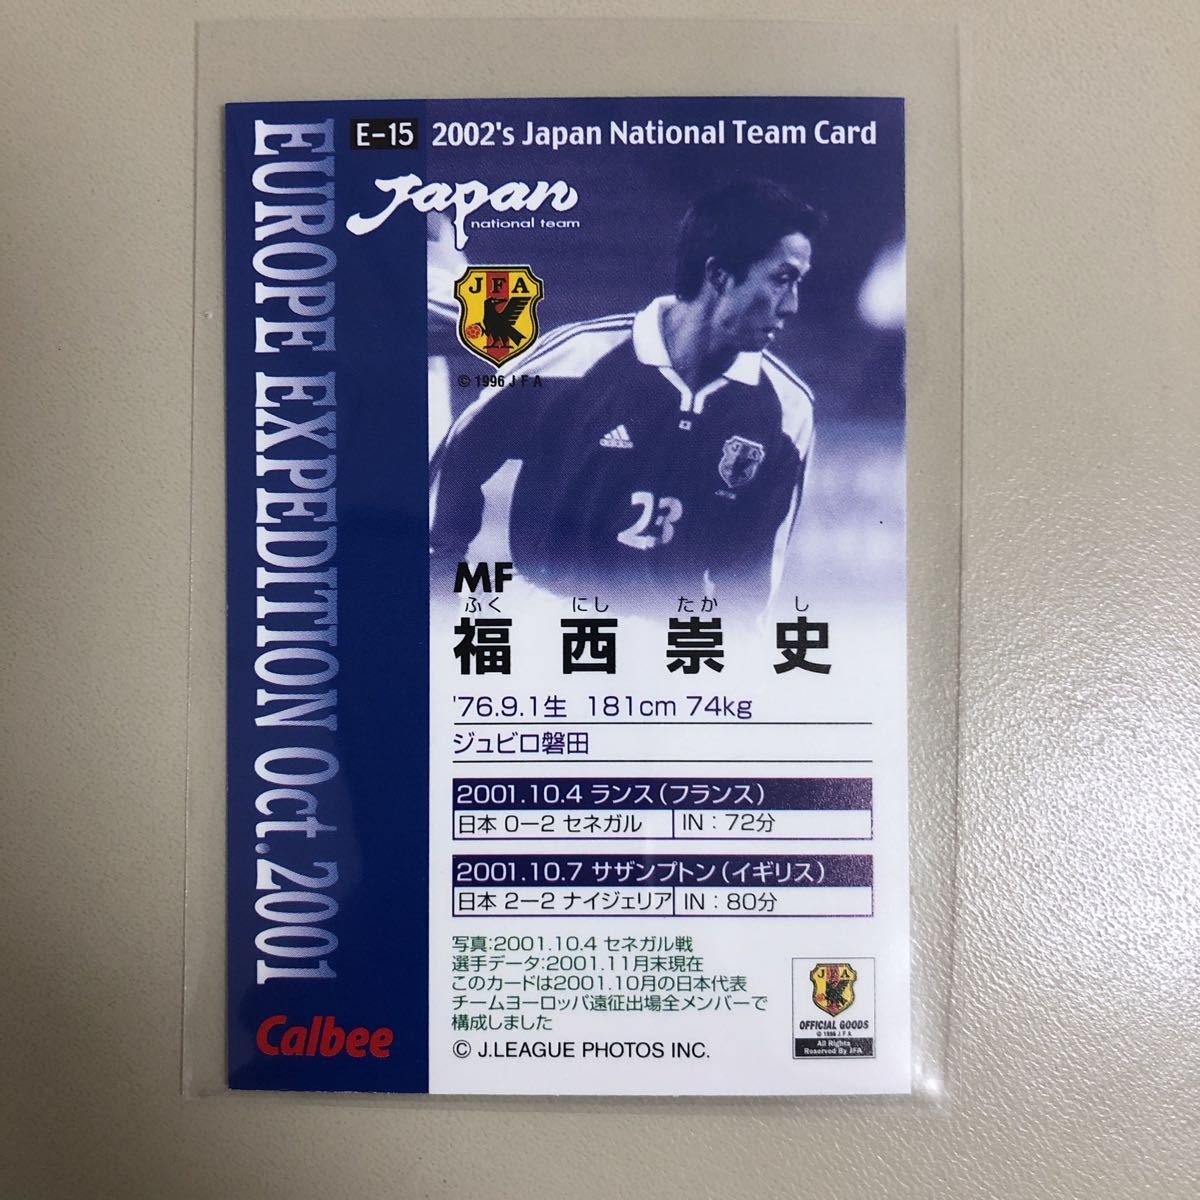 E-15 2002's Japan National Team Card
Japan
national team
JFA
© 1996 J F A
23
adidas
EUROPE EXPEDITION Oct.2001
MF
ふく にし たか し
福西崇史
'76.9.1生 181cm 74kg
ジュビロ磐田
2001.10.4 ランス(フランス)
日本 0-2 セネガル IN:72分
2001.10.7 サザンプトン(イギリス)
日本 2-2 ナイジェリア IN:80分
写真:2001.10.4 セネガル戦
選手データ:2001.11月末現在
このカードは2001.10月の日本代表
チームヨーロッパ遠征出場全メンバーで
構成しました
© J.LEAGUE PHOTOS INC.
Calbee
JFA
OFFICIAL GOODS
© 1996 J F A
All Rights
Reserved By JFA